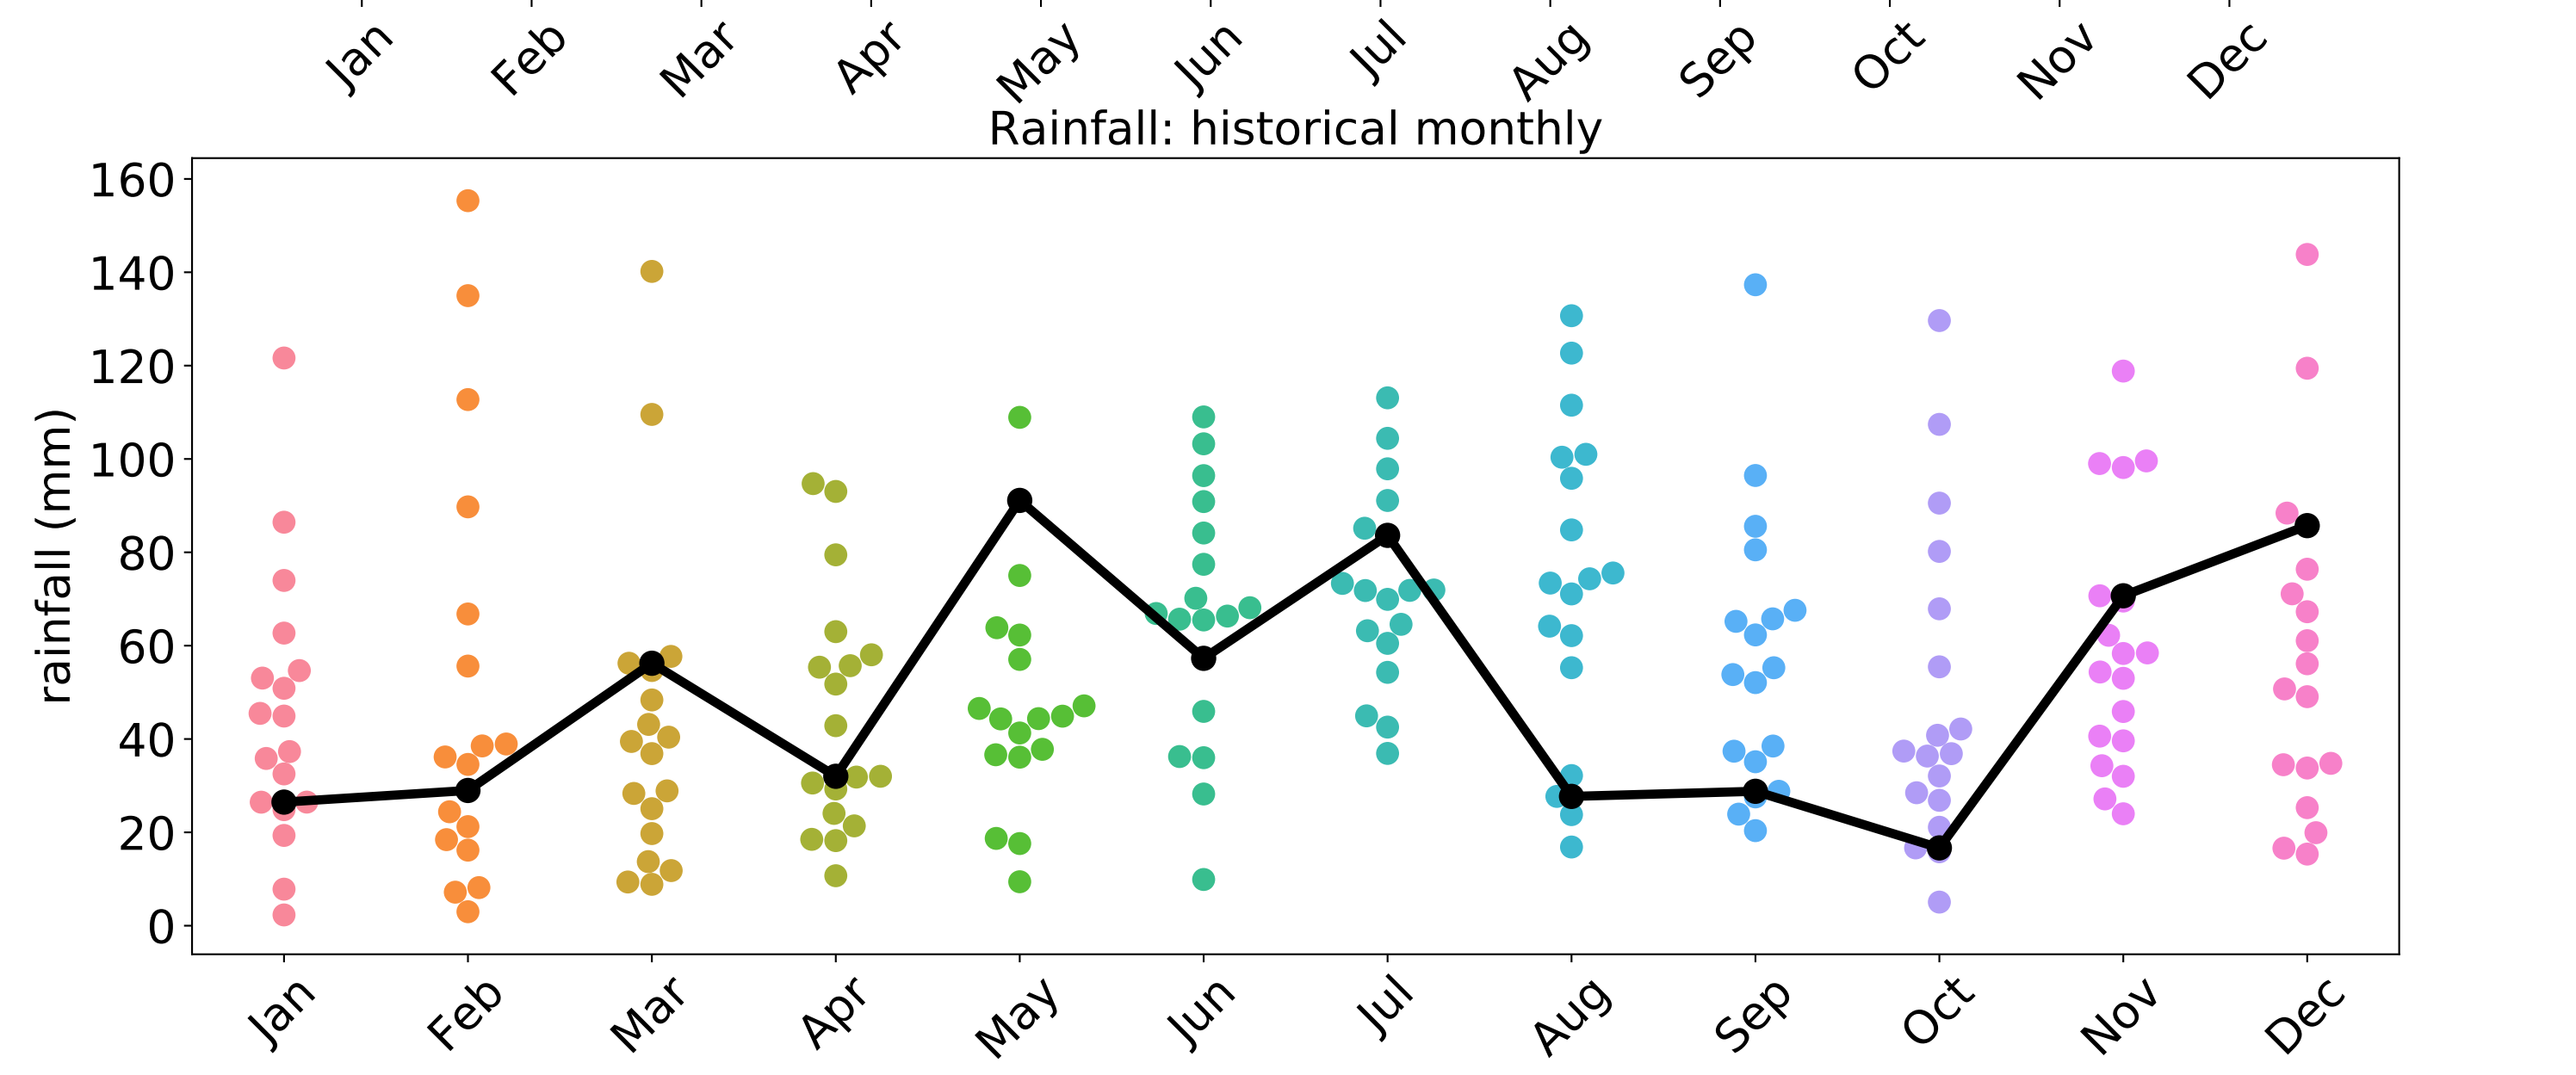 Jan Feb Mar Apr May Jun Jul Aug Sep Oct Nov Dec
Rainfall: historical monthly
rainfall (mm)
160
140
120
100
80
60
40
20
0
Jan Feb Mar Apr May Jun Jul Aug Sep Oct Nov Dec